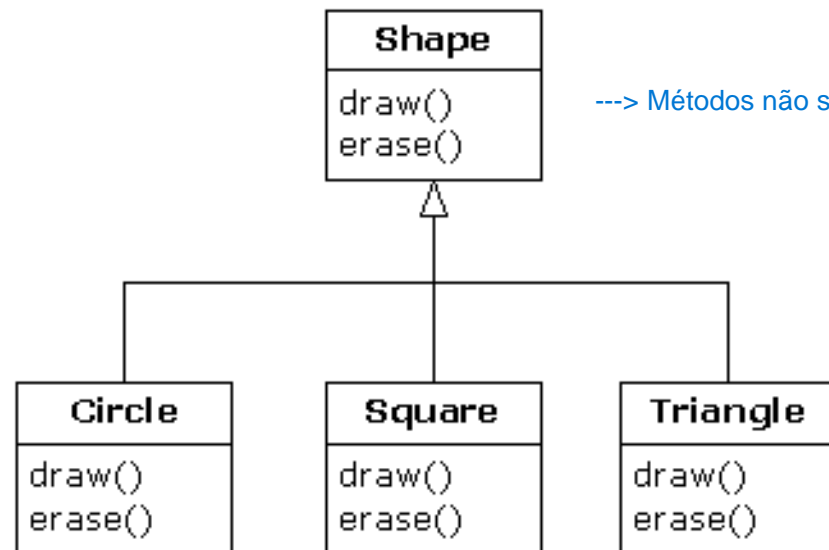 Shape
draw()
---> Métodos não s
erase()
Circle
draw()
erase()
Square
draw()
erase()
Triangle
draw()
erase()